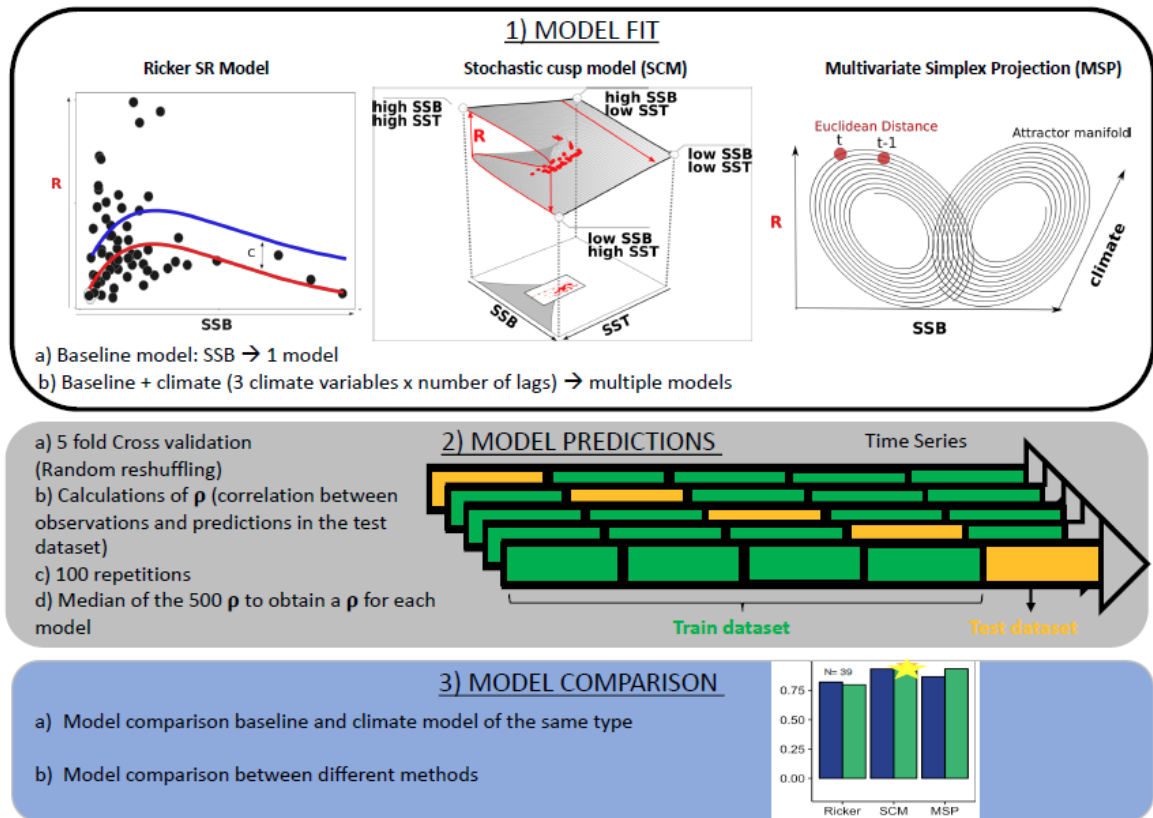 1) MODEL FIT
Ricker SR Model
R
C
SSB
Stochastic cusp model (SCM)
high SSB
high SST
high SSB
low SST
R
low SSB
low SST
low SSB
high SST
SSB
SST
Multivariate Simplex Projection (MSP)
Euclidean Distance
t
t-1
Attractor manifold
R
climate
SSB
a) Baseline model: SSB → 1 model
b) Baseline + climate (3 climate variables x number of lags) → multiple models
2) MODEL PREDICTIONS
a) 5 fold Cross validation
(Random reshuffling)
b) Calculations of ρ (correlation between
observations and predictions in the test
dataset)
c) 100 repetitions
d) Median of the 500 ρ to obtain a ρ for each
model
Time Series
Train dataset
Test dataset
3) MODEL COMPARISON
a) Model comparison baseline and climate model of the same type
b) Model comparison between different methods
N= 39
0.75
0.50
0.25
0.00
Ricker
SCM
MSP